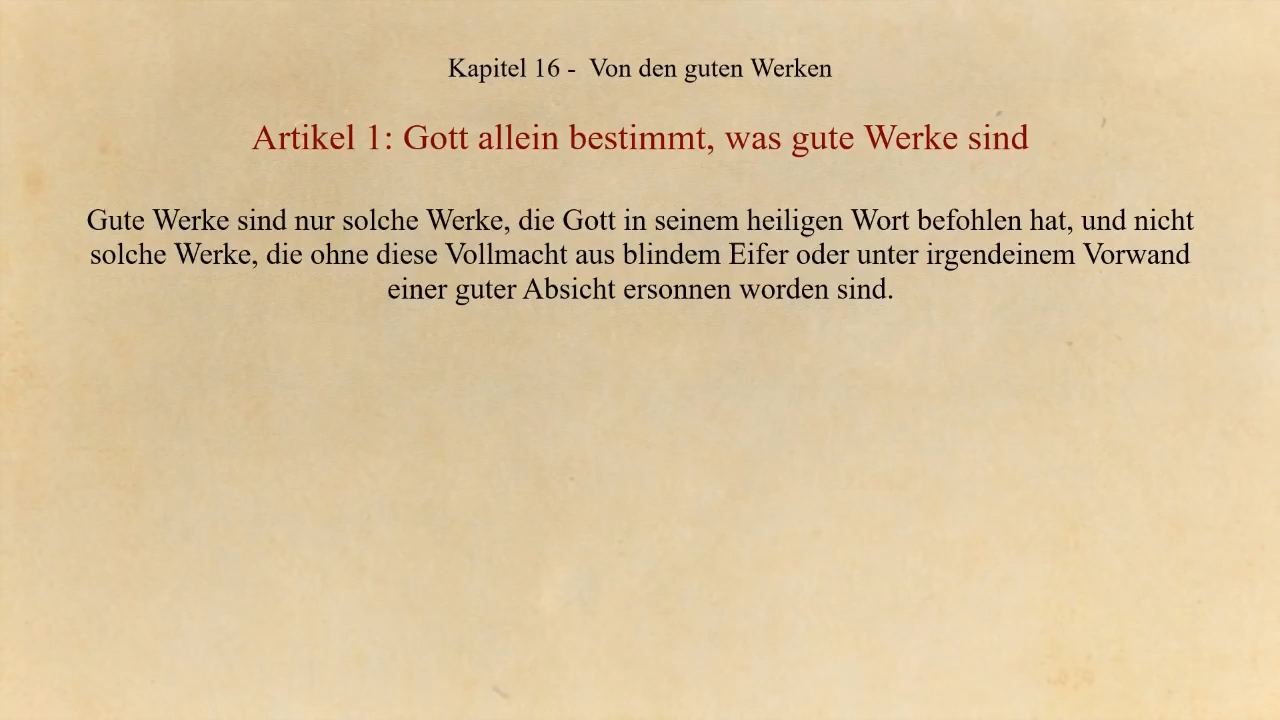 Kapitel 16 -  Von den guten Werken
Artikel 1: Gott allein bestimmt, was gute Werke sind
Gute Werke sind nur solche Werke, die Gott in seinem heiligen Wort befohlen hat, und nicht
solche Werke, die ohne diese Vollmacht aus blindem Eifer oder unter irgendeinem Vorwand
einer guter Absicht ersonnen worden sind.